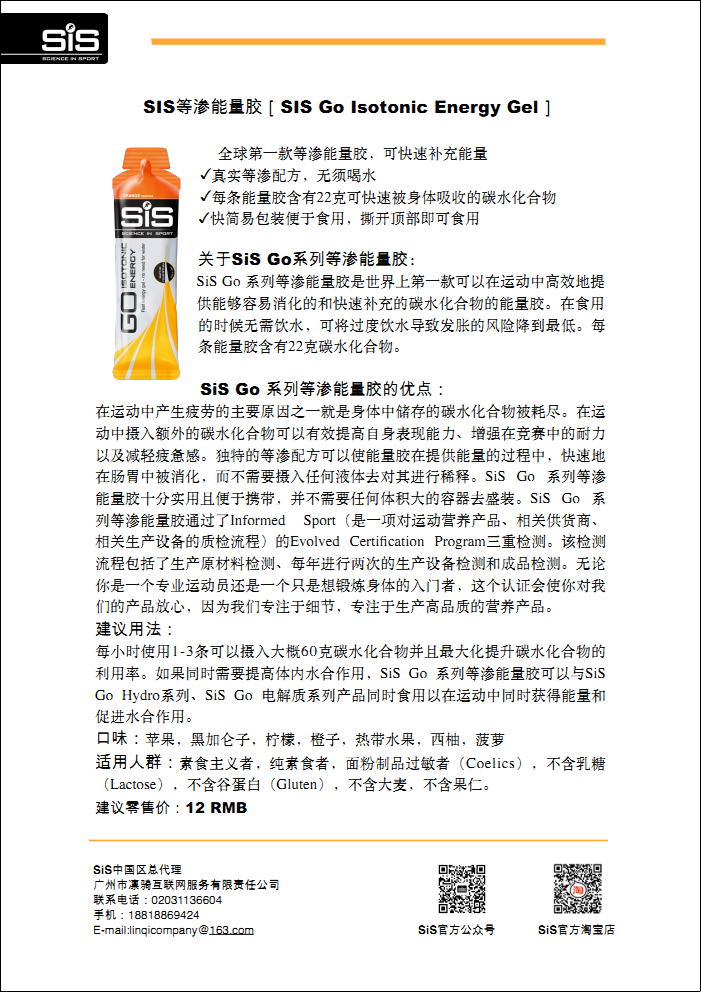 SiS
SCIENCE IN SPORT
SIS等渗能量胶 [ SIS Go Isotonic Energy Gel ]
全球第一款等渗能量胶，可快速补充能量
✓真实等渗配方，无须喝水
✓每条能量胶含有22克可快速被身体吸收的碳水化合物
✓快简易包装便于食用，撕开顶部即可食用
ORANGE
SiS
SCIENCE IN SPORT
GO ISOTONIC
ENERGY
关于SiS Go系列等渗能量胶：
SiS Go 系列等渗能量胶是世界上第一款可以在运动中高效地提
供能够容易消化的和快速补充的碳水化合物的能量胶。在食用
的时候无需饮水，可将过度饮水导致发胀的风险降到最低。每
条能量胶含有22克碳水化合物。
SiS Go 系列等渗能量胶的优点：
在运动中产生疲劳的主要原因之一就是身体中储存的碳水化合物被耗尽。在运
动中摄入额外的碳水化合物可以有效提高自身表现能力、增强在竞赛中的耐力
以及减轻疲惫感。独特的等渗配方可以使能量胶在提供能量的过程中，快速地
在肠胃中被消化，而不需要摄入任何液体去对其进行稀释。SiS Go 系列等渗
能量胶十分实用且便于携带，并不需要任何体积大的容器去盛装。SiS Go 系
列等渗能量胶通过了Informed Sport（是一项对运动营养产品、相关供货商、
相关生产设备的质检流程）的Evolved Certification Program三重检测。该检测
流程包括了生产原材料检测、每年进行两次的生产设备检测和成品检测。无论
你是一个专业运动员还是一个只是想锻炼身体的入门者，这个认证会使你对我
们的产品放心，因为我们专注于细节，专注于生产高品质的营养产品。
建议用法：
每小时使用1-3条可以摄入大概60克碳水化合物并且最大化提升碳水化合物的
利用率。如果同时需要提高体内水合作用，SiS Go 系列等渗能量胶可以与SiS
Go Hydro系列、SiS Go 电解质系列产品同时食用以在运动中同时获得能量和
促进水合作用。
口味：苹果，黑加仑子，柠檬，橙子，热带水果，西柚，菠萝
适用人群：素食主义者，纯素食者，面粉制品过敏者（Coelics），不含乳糖
（Lactose），不含谷蛋白（Gluten），不含大麦，不含果仁。
建议零售价：12 RMB
SiS中国区总代理
广州市凛骑互联网服务有限责任公司
联系电话：02031136604
手机：18818869424
E-mail:linqicompany@163.com
淘
SiS官方公众号
SiS官方淘宝店